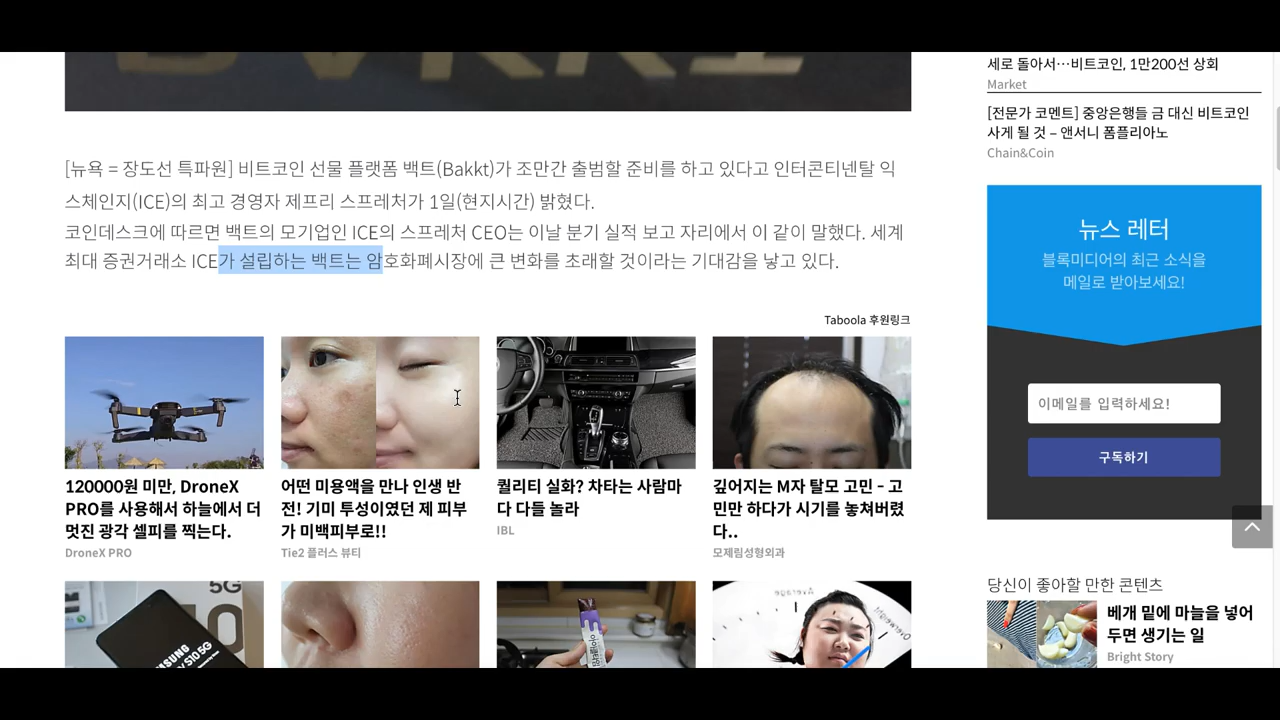 [뉴욕 = 장도선 특파원] 비트코인 선물 플랫폼 백트(Bakkt)가 조만간 출범할 준비를 하고 있다고 인터콘티넨탈 익
스체인지(ICE)의 최고 경영자 제프리 스프레처가 1일(현지시간) 밝혔다.
코인데스크에 따르면 백트의 모기업인 ICE의 스프레처 CEO는 이날 분기 실적 보고 자리에서 이 같이 말했다. 세계
최대 증권거래소 ICE가 설립하는 백트는 암호화폐시장에 큰 변화를 초래할 것이라는 기대감을 낳고 있다.
Taboola 후원링크
120000원 미만, DroneX
PRO를 사용해서 하늘에서 더
멋진 광각 셀피를 찍는다.
DroneX PRO
어떤 미용액을 만나 인생 반
전! 기미 투성이였던 제 피부
가 미백피부로!!
Tie2 플러스 뷰티
퀄리티 실화? 차타는 사람마
다 다들 놀라
IBL
깊어지는 M자 탈모 고민 - 고
민만 하다가 시기를 놓쳐버렸
다..
모제림성형외과
5G
SAMSUNG
S10 5G
세로 돌아서…비트코인, 1만200선 상회
Market
[전문가 코멘트] 중앙은행들 금 대신 비트코인
사게 될 것 – 앤서니 폼플리아노
Chain&Coin
뉴스 레터
블록미디어의 최근 소식을
메일로 받아보세요!
이메일를 입력하세요!
구독하기
당신이 좋아할 만한 콘텐츠
베개 밑에 마늘을 넣어
두면 생기는 일
Bright Story